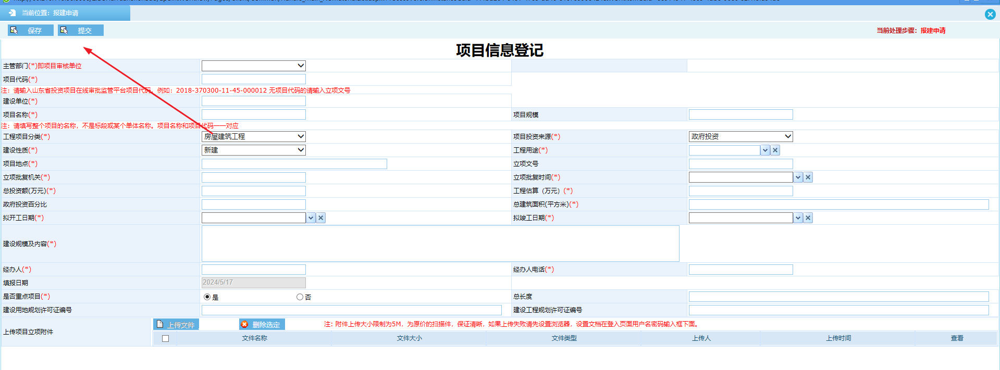 当前位置：报建申请
保存 提交 当前处理步骤：报建申请
项目信息登记
主管部门(*)即项目审核单位
项目代码(*)
注：请输入山东省投资项目在线审批监管平台项目代码。例如：2018-370300-11-45-000012 无项目代码的请输入立项文号
建设单位(*)
项目名称(*) 项目规模
注：请填写整个项目的名称，不是标段或某个单体名称。项目名称和项目代码一一对应
工程项目分类(*) 房屋建筑工程 项目投资来源(*) 政府投资
建设性质(*) 新建 工程用途(*)
项目地点(*) 立项文号
立项批复机关(*) 立项批复时间(*)
总投资额(万元)(*) 工程估算（万元）(*)
政府投资百分比 总建筑面积(平方米)(*)
拟开工日期(*) 拟竣工日期(*)
建设规模及内容(*)
经办人(*) 经办人电话(*)
填报日期 2024/5/17
是否重点项目(*) 是 否 总长度
建设用地规划许可证编号 建设工程规划许可证编号
上传项目立项附件 上传文件 删除选定 注：附件上传大小限制为5M，为原价的扫描件，保证清晰，如果上传失败请先设置浏览器，设置文档在登入页面用户名密码输入框下面。
文件名称 文件大小 文件类型 上传人 上传时间 查看